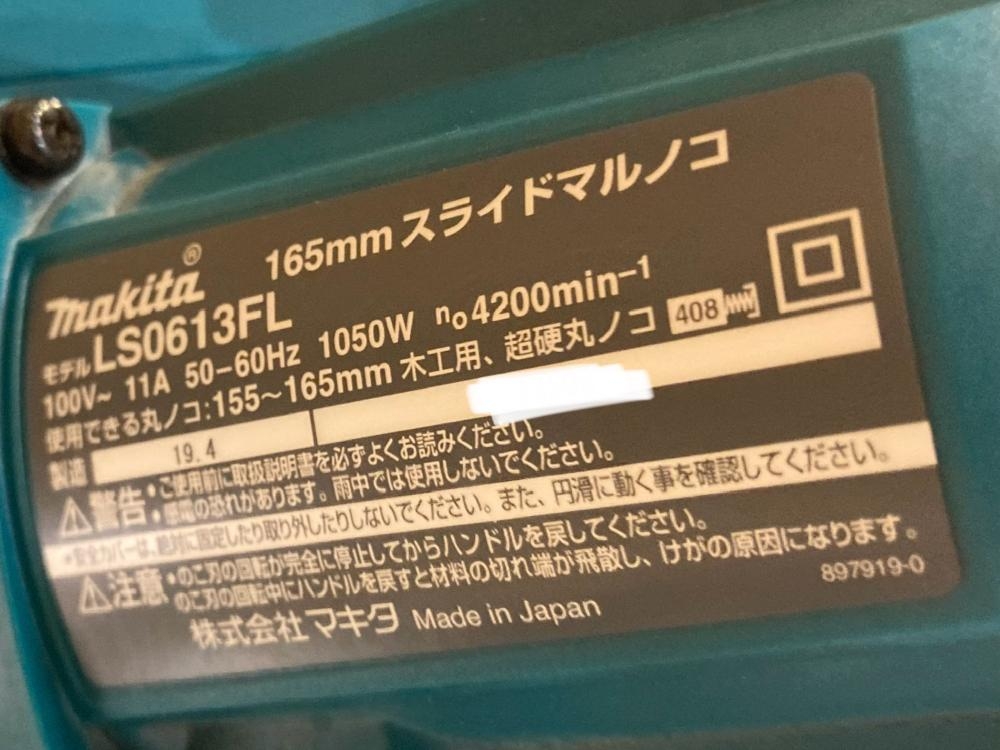 165mm スライドマルノコ
makita®
モデル LS0613FL
100V~ 11A 50-60Hz 1050W n₀4200min⁻¹
使用できる丸ノコ:155~165mm 木工用、超硬丸ノコ 408
製造 19.4
警告・ご使用前に取扱説明書を必ずよくお読みください。
感電の恐れがあります。雨中では使用しないでください。
・安全カバーは、絶対に固定したり取り外したりしないでください。また、円滑に動く事を確認してください。
注意・のこ刃の回転が完全に停止してからハンドルを戻してください。
のこ刃の回転中にハンドルを戻すと材料の切れ端が飛散し、けがの原因になります。
897919-0
株式会社 マキタ Made in Japan